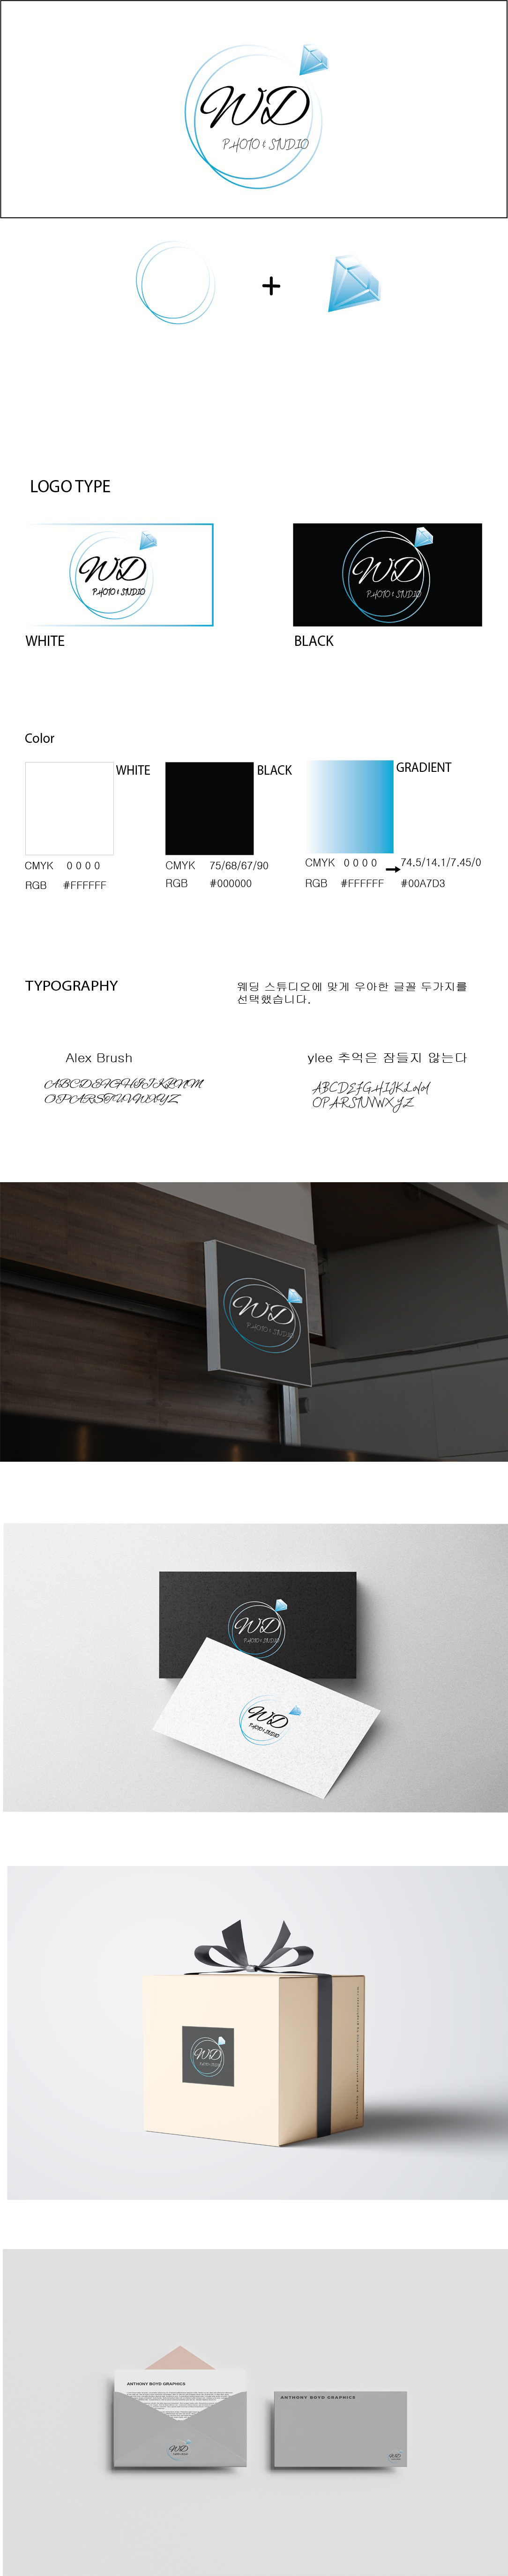 WD
PHOTO & STUDIO
+
LOGO TYPE
WD
PHOTO & STUDIO
WD
PHOTO & STUDIO
WHITE
BLACK
Color
WHITE
BLACK
GRADIENT
CMYK 0 0 0 0
RGB #FFFFFF
CMYK 75/68/67/90
RGB #000000
CMYK 0 0 0 0 74.5/14.1/7.45/0
RGB #FFFFFF #00A7D3
TYPOGRAPHY
웨딩 스튜디오에 맞게 우아한 글꼴 두가지를
선택했습니다.
Alex Brush
ABCDEFGHIJKLNM
OPQRSTUVWXYZ
ylee 추억은 잠들지 않는다
ABCDEFGHIJKLNM
OPQRSTUVWXYZ
WD
PHOTO & STUDIO
WD
PHOTO & STUDIO
WD
PHOTO & STUDIO
WD
PHOTO & STUDIO
ANTHONY BOYD GRAPHICS
WD
ANTHONY BOYD GRAPHICS
WD